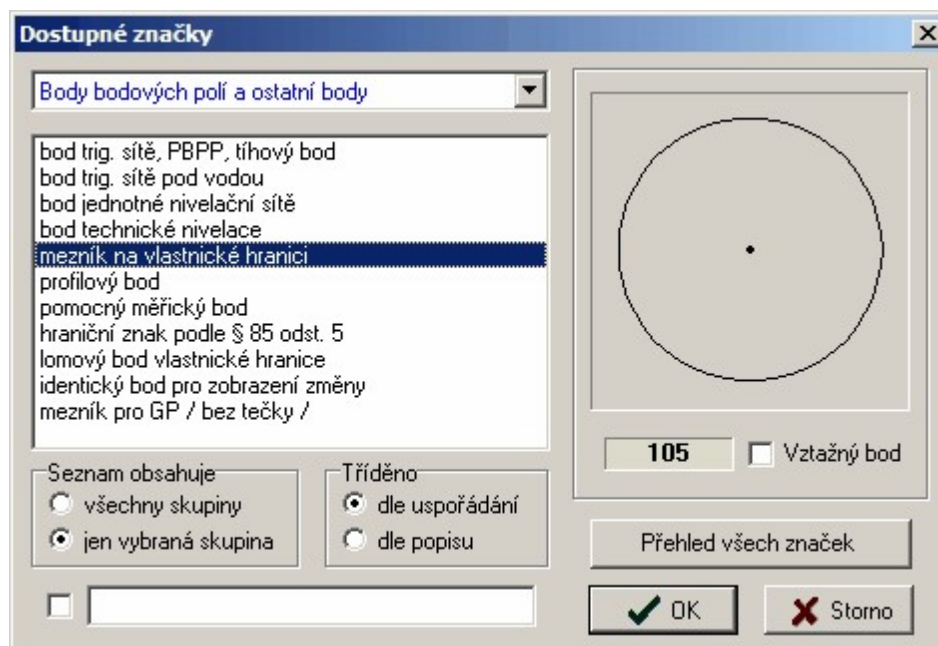 Dostupné značky
Body bodových polí a ostatní body
bod trig. sítě, PBPP, tíhový bod
bod trig. sítě pod vodou
bod jednotné nivelační sítě
bod technické nivelace
mezník na vlastnické hranici
profilový bod
pomocný měřický bod
hraniční znak podle § 85 odst. 5
lomový bod vlastnické hranice
identický bod pro zobrazení změny
mezník pro GP / bez tečky /
105
Vztažný bod
Seznam obsahuje
všechny skupiny
jen vybraná skupina
Tříděno
dle uspořádání
dle popisu
Přehled všech značek
OK
Storno